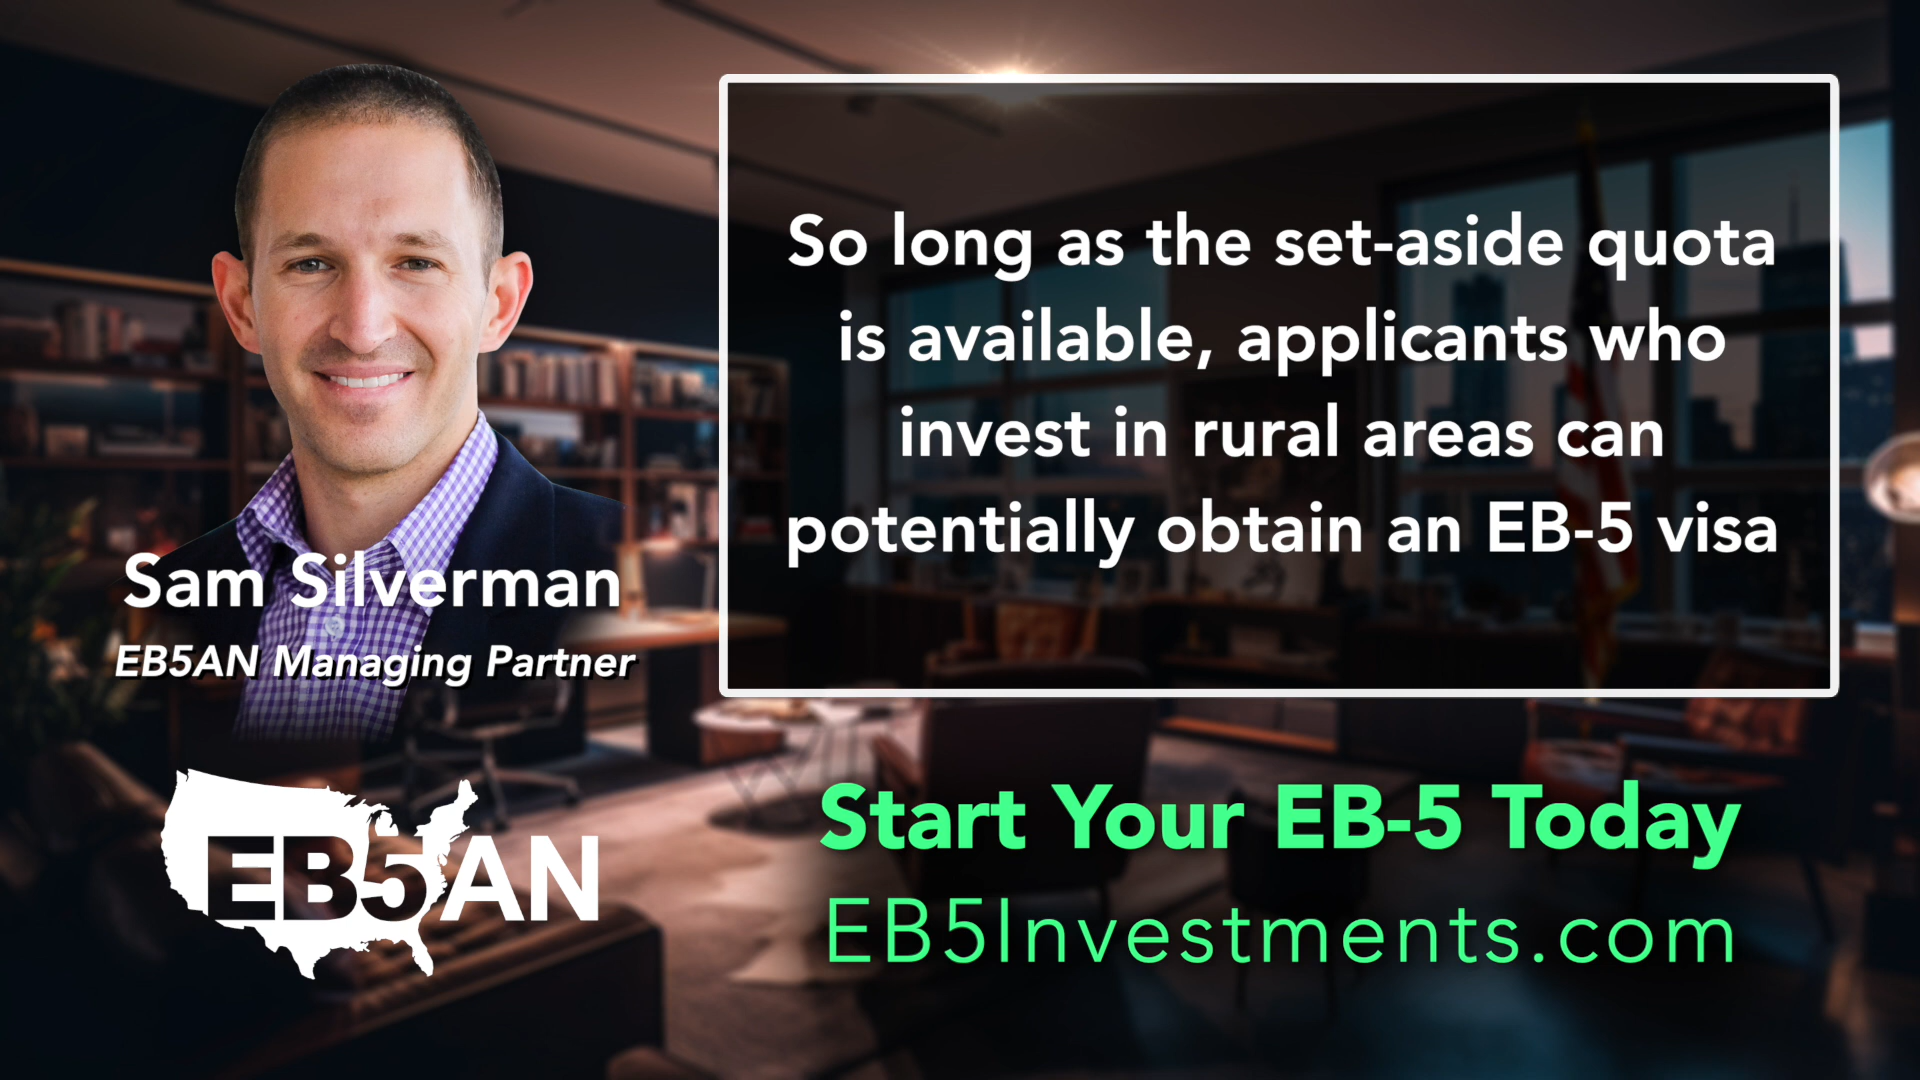 So long as the set-aside quota
is available, applicants who
invest in rural areas can
potentially obtain an EB-5 visa
Sam Silverman
EB5AN Managing Partner
EB5AN
Start Your EB-5 Today
EB5Investments.com